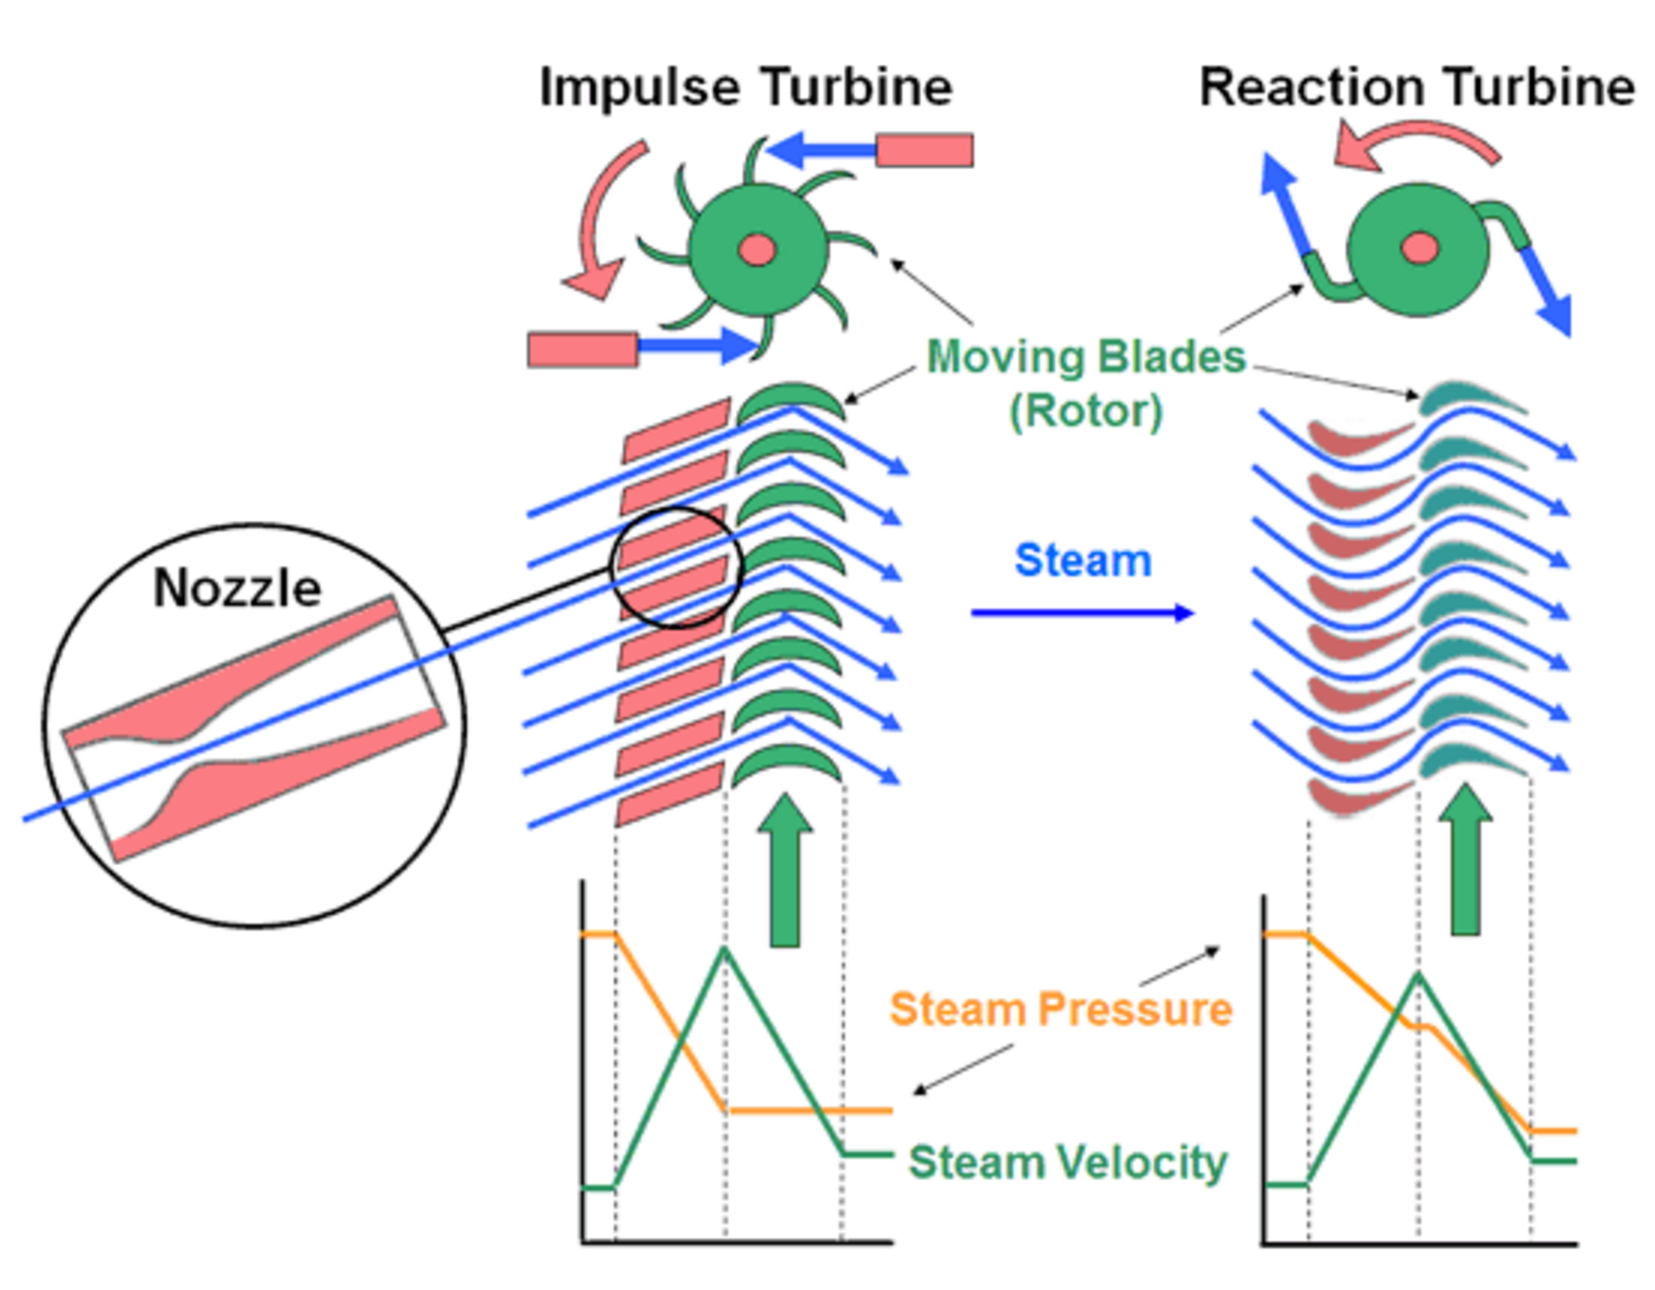 Impulse Turbine
Reaction Turbine
Moving Blades
(Rotor)
Nozzle
Steam
Steam Pressure
Steam Velocity